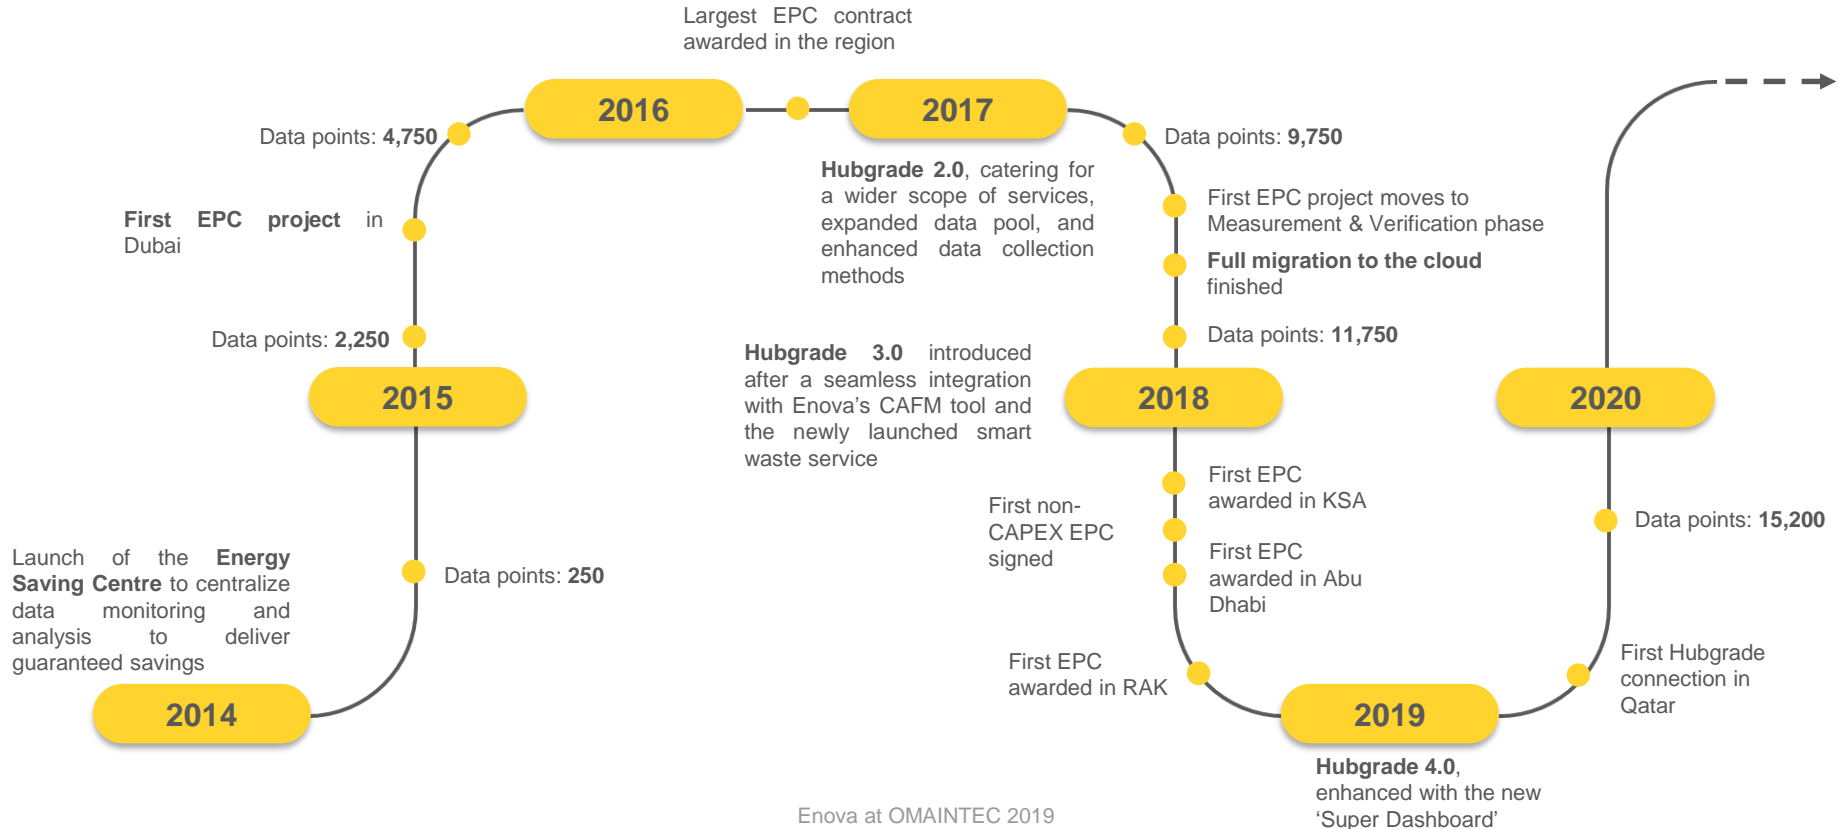 Largest EPC contract
awarded in the region
2016
2017
Data points: 4,750
Data points: 9,750
Hubgrade 2.0, catering for
a wider scope of services,
expanded data pool, and
enhanced data collection
methods
First EPC project moves to
Measurement & Verification phase
First EPC project in
Dubai
Full migration to the cloud
finished
Data points: 2,250
Data points: 11,750
Hubgrade 3.0 introduced
after a seamless integration
with Enova's CAFM tool and
the newly launched smart
waste service
2015
2018
2020
First EPC
awarded in KSA
First non-
CAPEX EPC
signed
Data points: 15,200
First EPC
awarded in Abu
Dhabi
Launch of the Energy
Saving Centre to centralize
data monitoring and
analysis to deliver
guaranteed savings
Data points: 250
First EPC
awarded in RAK
First Hubgrade
connection in
Qatar
2014
2019
Hubgrade 4.0,
enhanced with the new
‘Super Dashboard’
Enova at OMAINTEC 2019